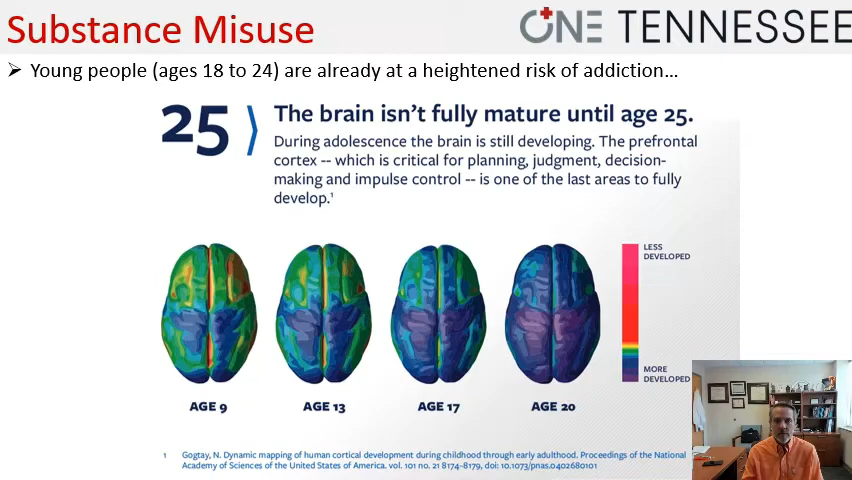 Substance Misuse
ONE TENNESSEE
➢ Young people (ages 18 to 24) are already at a heightened risk of addiction…
25
The brain isn't fully mature until age 25.
During adolescence the brain is still developing. The prefrontal
cortex -- which is critical for planning, judgment, decision-
making and impulse control -- is one of the last areas to fully
develop.¹
LESS
DEVELOPED
MORE
DEVELOPED
AGE 9
AGE 13
AGE 17
AGE 20
1 Gogtay, N. Dynamic mapping of human cortical development during childhood through early adulthood. Proceedings of the National
Academy of Sciences of the United States of America. vol. 101 no. 21 8174–8179, doi: 10.1073/pnas.0402680101